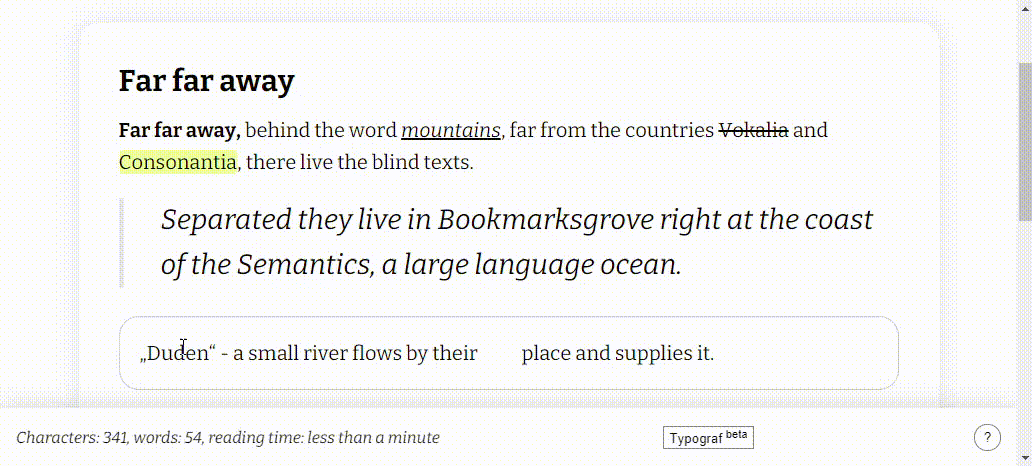 Far far away
Far far away, behind the word mountains, far from the countries Vokalia and
Consonantia, there live the blind texts.
Separated they live in Bookmarksgrove right at the coast
of the Semantics, a large language ocean.
„Duden“ - a small river flows by their place and supplies it.
Characters: 341, words: 54, reading time: less than a minute
Typograf beta
?